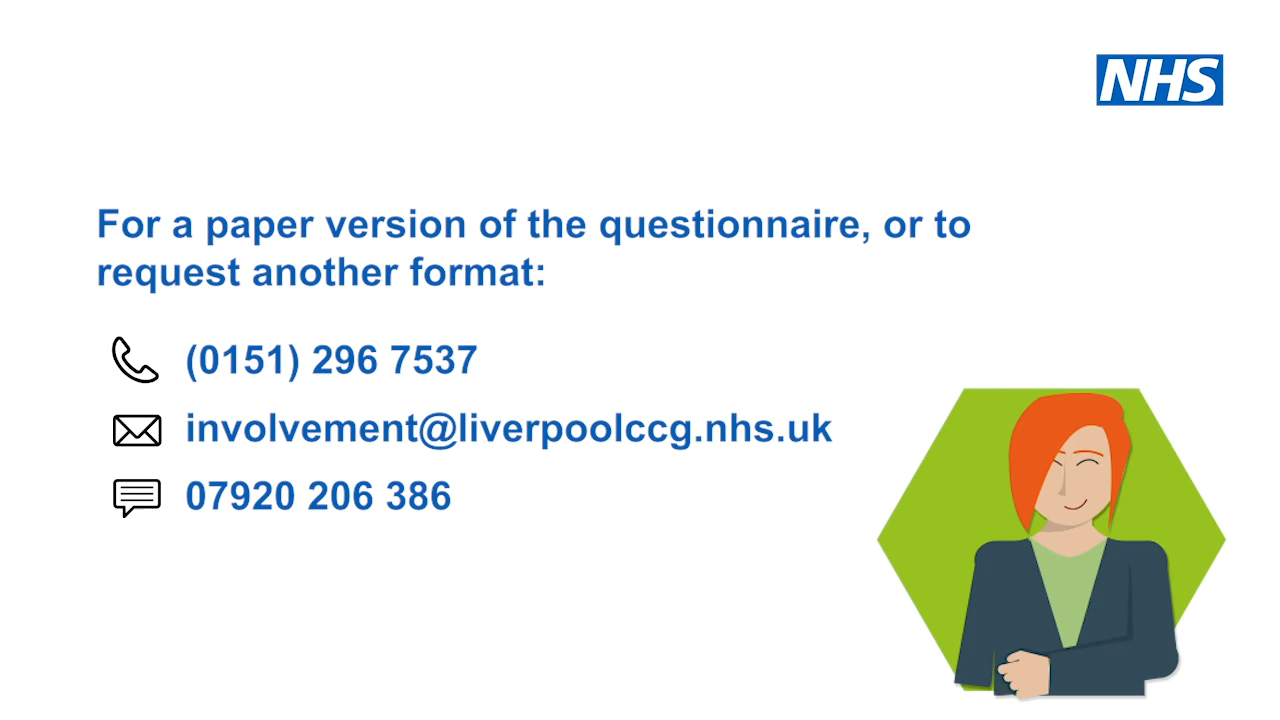 NHS
For a paper version of the questionnaire, or to
request another format:
(0151) 296 7537
involvement@liverpoolccg.nhs.uk
07920 206 386